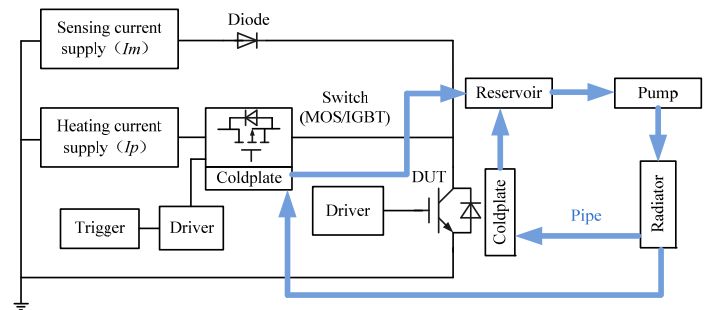 Sensing current
supply（Im）
Diode
Heating current
supply（Ip）
Switch
(MOS/IGBT)
Coldplate
Trigger
Driver
Driver
DUT
Reservoir
Pump
Coldplate
Pipe
Radiator